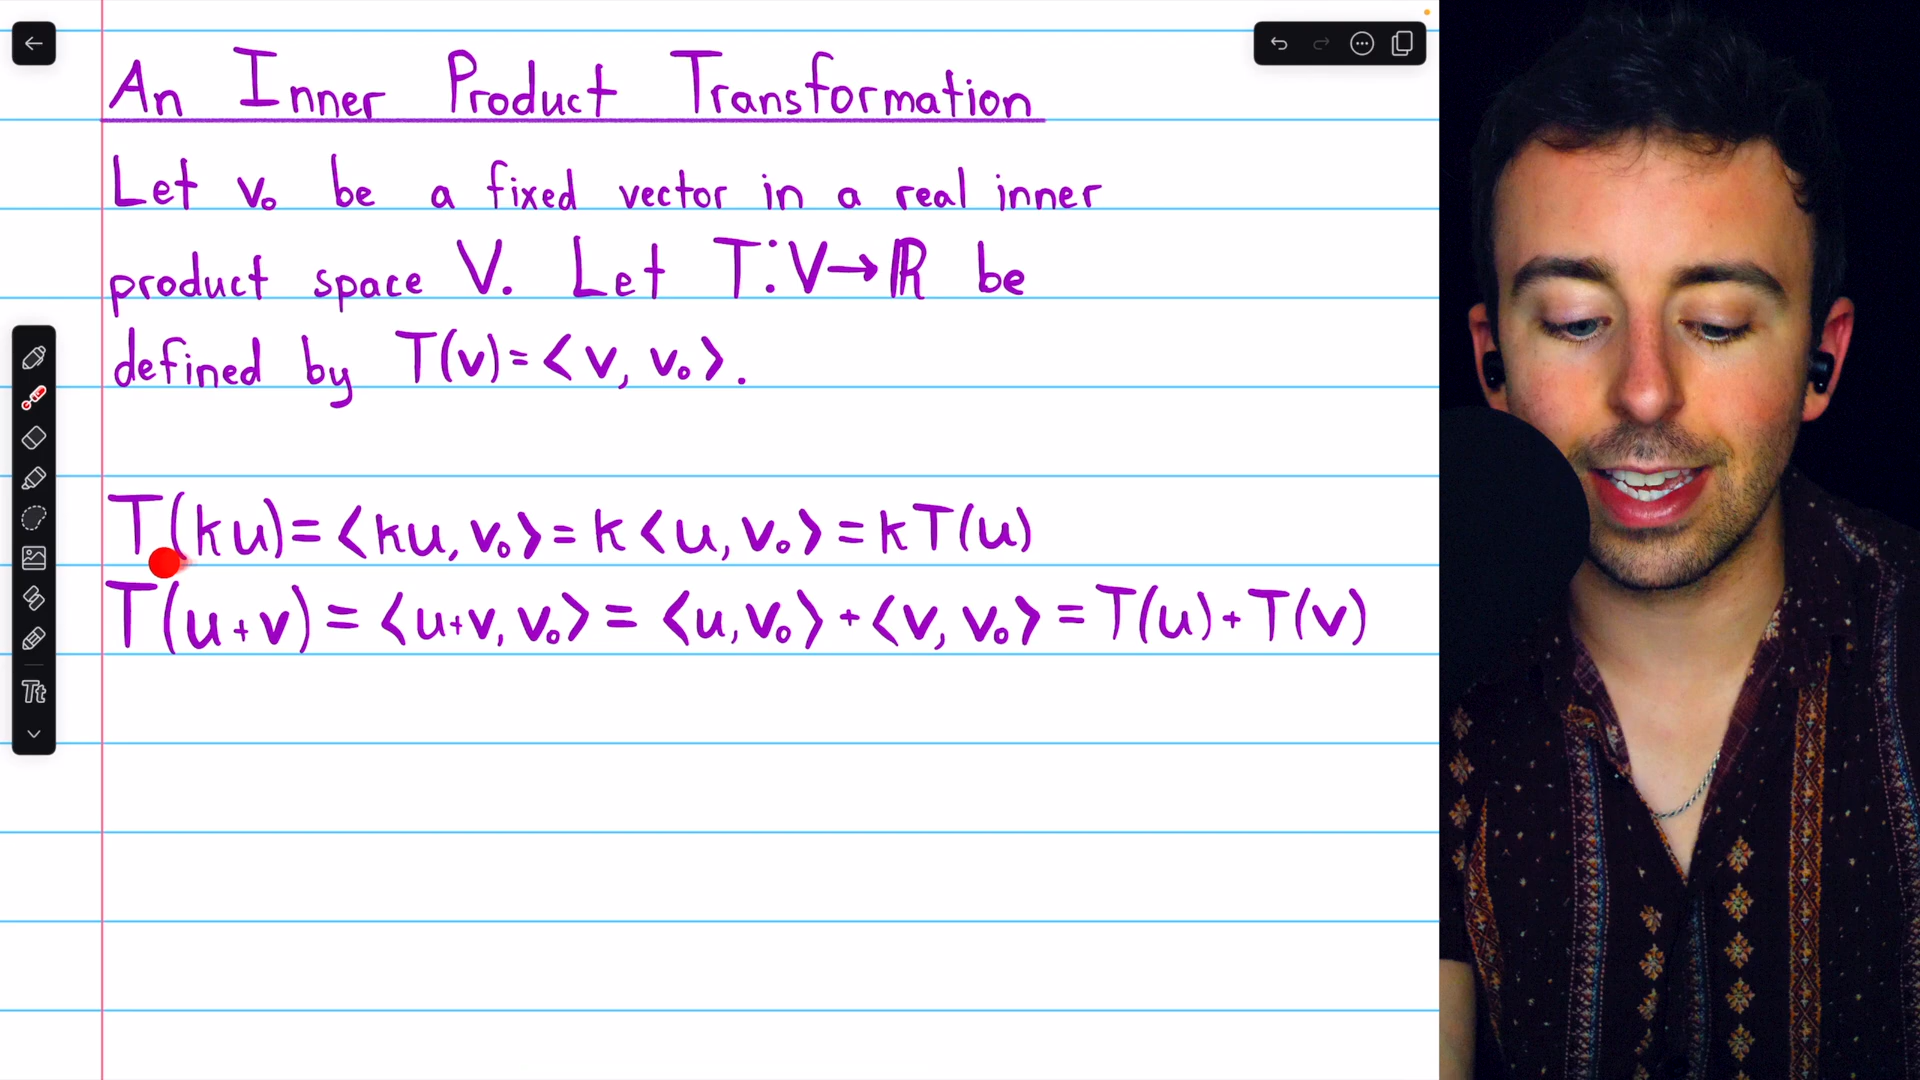 An Inner Product Transformation
Let v₀ be a fixed vector in a real inner
product space V. Let T:V→ℝ be
defined by T(v)=<v, v₀>.
T(ku)=<ku, v₀>=k<u, v₀>=kT(u)
T(u+v)=<u+v, v₀>=<u, v₀>+<v, v₀>=T(u)+T(v)
Tt